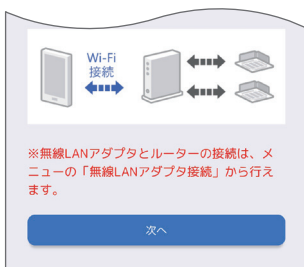 Wi-Fi
接続
※無線LANアダプタとルーターの接続は、メ
ニューの「無線LANアダプタ接続」から行え
ます。
次へ